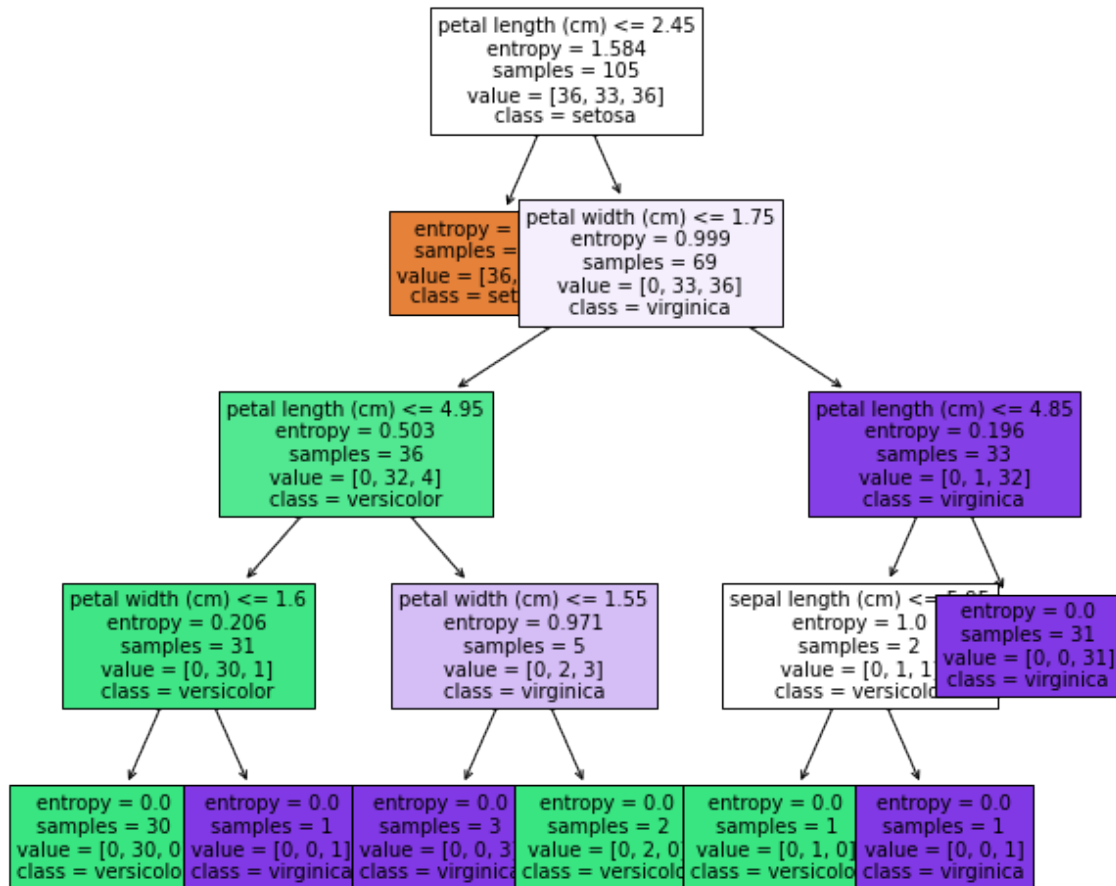 petal length (cm) <= 2.45
entropy = 1.584
samples = 105
value = [36, 33, 36]
class = setosa
entropy =
samples =
value = [36,
class = set
petal width (cm) <= 1.75
entropy = 0.999
samples = 69
value = [0, 33, 36]
class = virginica
petal length (cm) <= 4.95
entropy = 0.503
samples = 36
value = [0, 32, 4]
class = versicolor
petal length (cm) <= 4.85
entropy = 0.196
samples = 33
value = [0, 1, 32]
class = virginica
petal width (cm) <= 1.6
entropy = 0.206
samples = 31
value = [0, 30, 1]
class = versicolor
petal width (cm) <= 1.55
entropy = 0.971
samples = 5
value = [0, 2, 3]
class = virginica
sepal length (cm) <=
entropy = 1.0
samples = 2
value = [0, 1, 1]
class = versicolo
entropy = 0.0
samples = 31
value = [0, 0, 31]
class = virginica
entropy = 0.0
samples = 30
value = [0, 30, 0
class = versicolo
entropy = 0.0
samples = 1
value = [0, 0, 1]
class = virginica
entropy = 0.0
samples = 3
value = [0, 0, 3]
class = virginica
entropy = 0.0
samples = 2
value = [0, 2, 0]
class = versicolo
entropy = 0.0
samples = 1
value = [0, 1, 0]
class = versicolo
entropy = 0.0
samples = 1
value = [0, 0, 1]
class = virginica